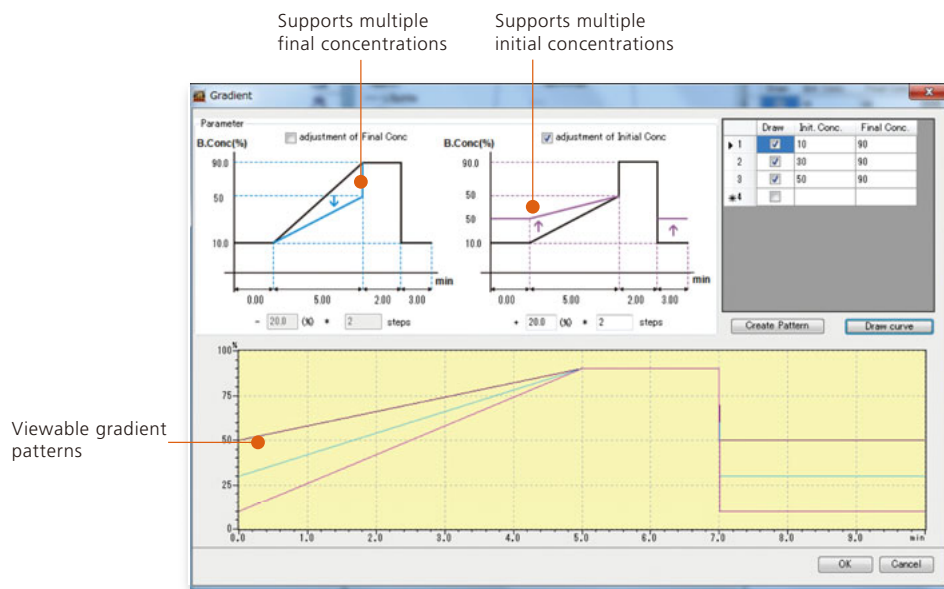 Supports multiple
final concentrations
Supports multiple
initial concentrations
Gradient
Parameter
B.Conc(%)
adjustment of Final Conc
90.0
50
10.0
min
0.00 5.00 2.00 3.00
- 20.0 (%) * 2 steps
B.Conc(%)
adjustment of Initial Conc
90.0
50
50
10.0
min
0.00 5.00 2.00 3.00
+ 20.0 (%) * 2 steps
Draw Init. Conc. Final Conc.
1 10 90
2 30 90
3 50 90
4
Create Pattern Draw curve
Viewable gradient
patterns
100 %
75
50
25
0
0.0 1.0 2.0 3.0 4.0 5.0 6.0 7.0 8.0 9.0 min
OK Cancel